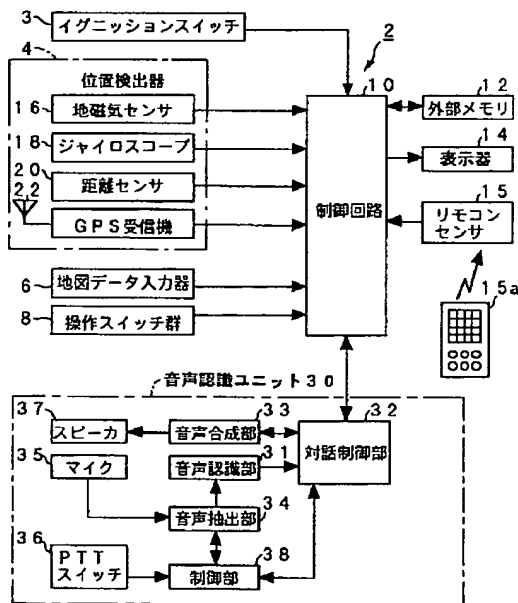 3
イグニッションスイッチ
2
4
位置検出器
10
12
16
地磁気センサ
外部メモリ
14
18
ジャイロスコープ
表示器
20
距離センサ
15
22
制御回路
リモコン
センサ
GPS受信機
15a
6
地図データ入力器
8
操作スイッチ群
音声認識ユニット30
37
33
32
スピーカ
音声合成部
35
31
対話制御部
マイク
音声認識部
34
音声抽出部
36
38
PTT
スイッチ
制御部